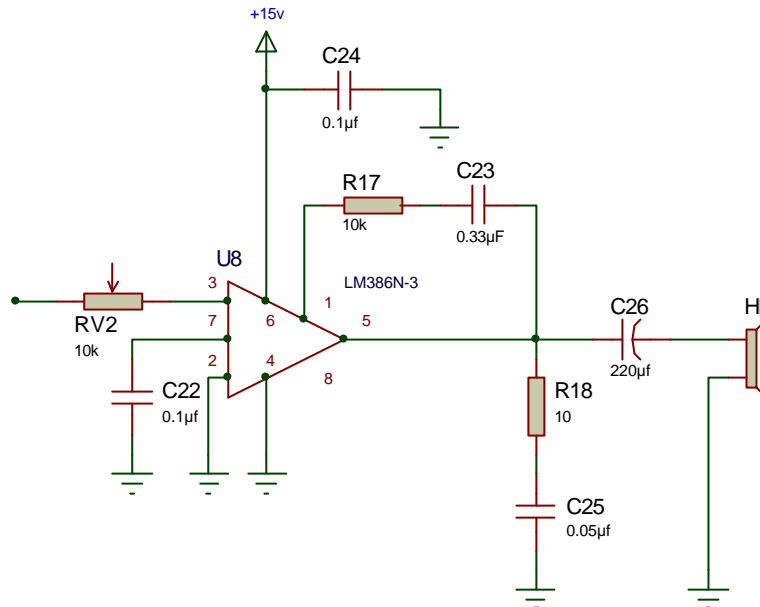 +15v
C24
0.1µf
R17
10k
C23
0.33µF
U8
LM386N-3
3
7
2
6
4
1
5
8
RV2
10k
C22
0.1µf
C26
220µf
H
R18
10
C25
0.05µf